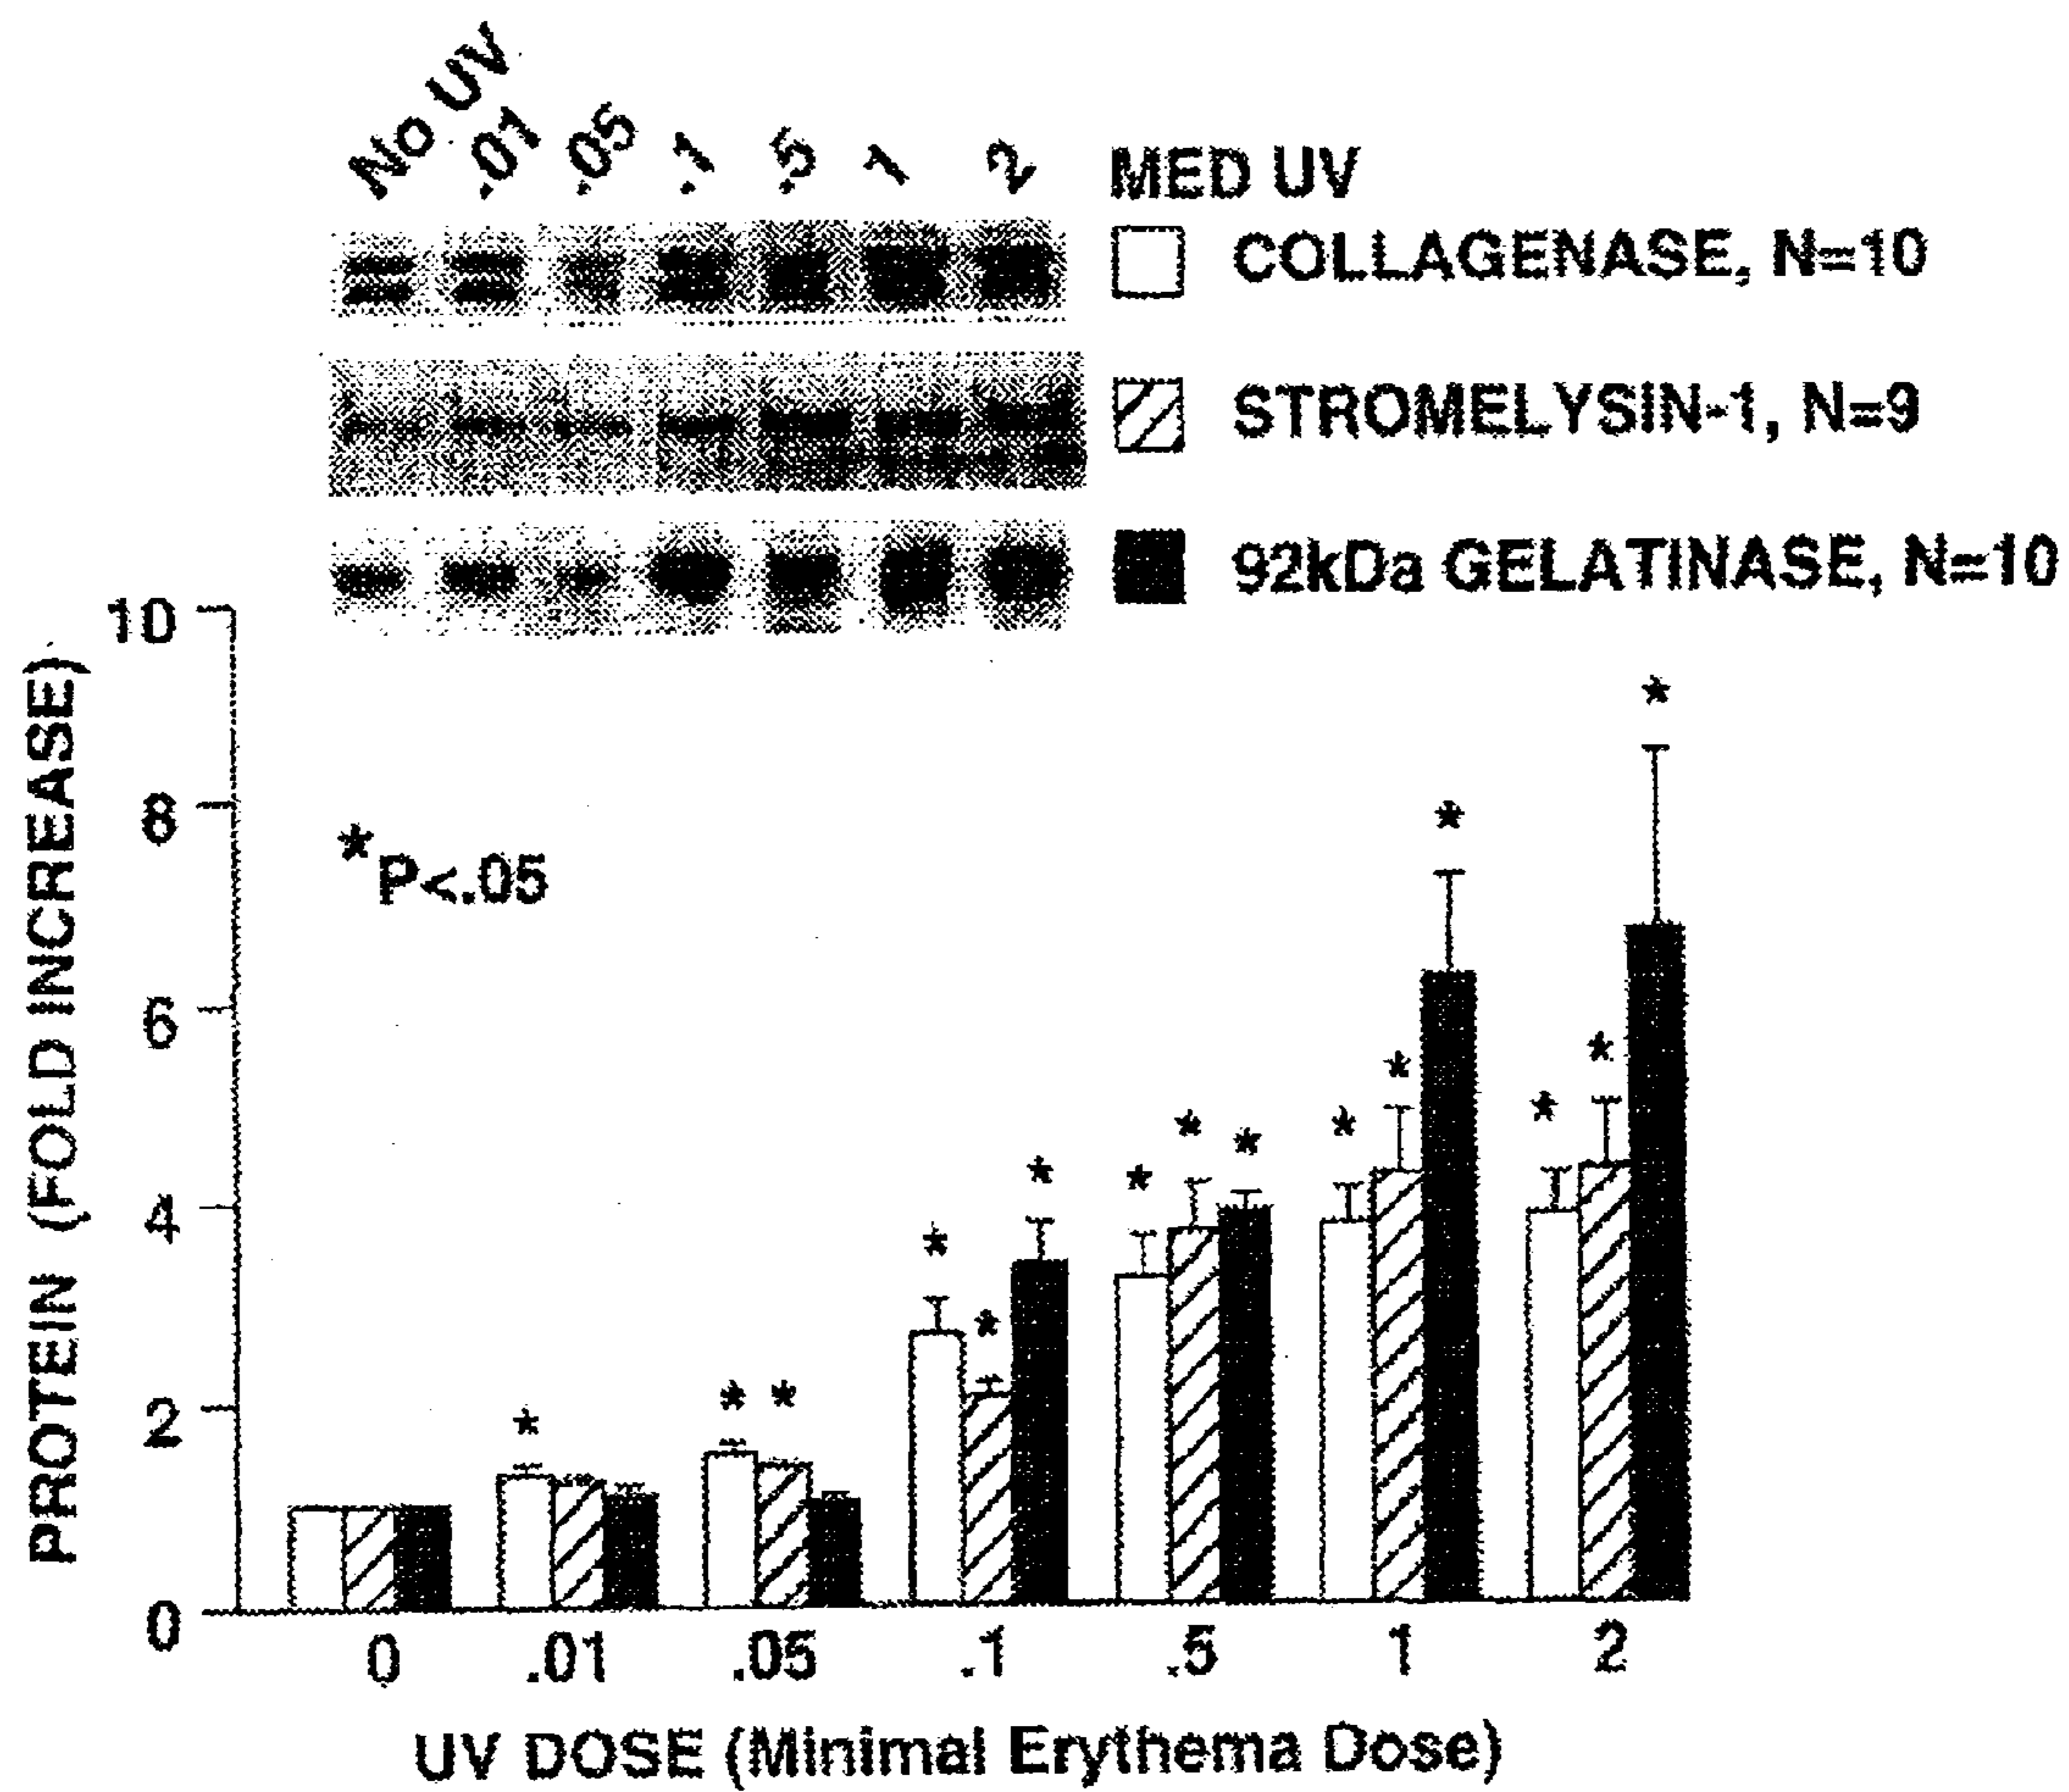 No UV .01 .05 .1 .5 1 2 MED UV
COLLAGENASE, N=10
STROMELYSIN-1, N=9
92kDa GELATINASE, N=10
PROTEIN (FOLD INCREASE)
10
8
6
4
2
0
*P<.05
* * * * * * * * * * * * * * *
0 .01 .05 .1 .5 1 2
UV DOSE (Minimal Erythema Dose)